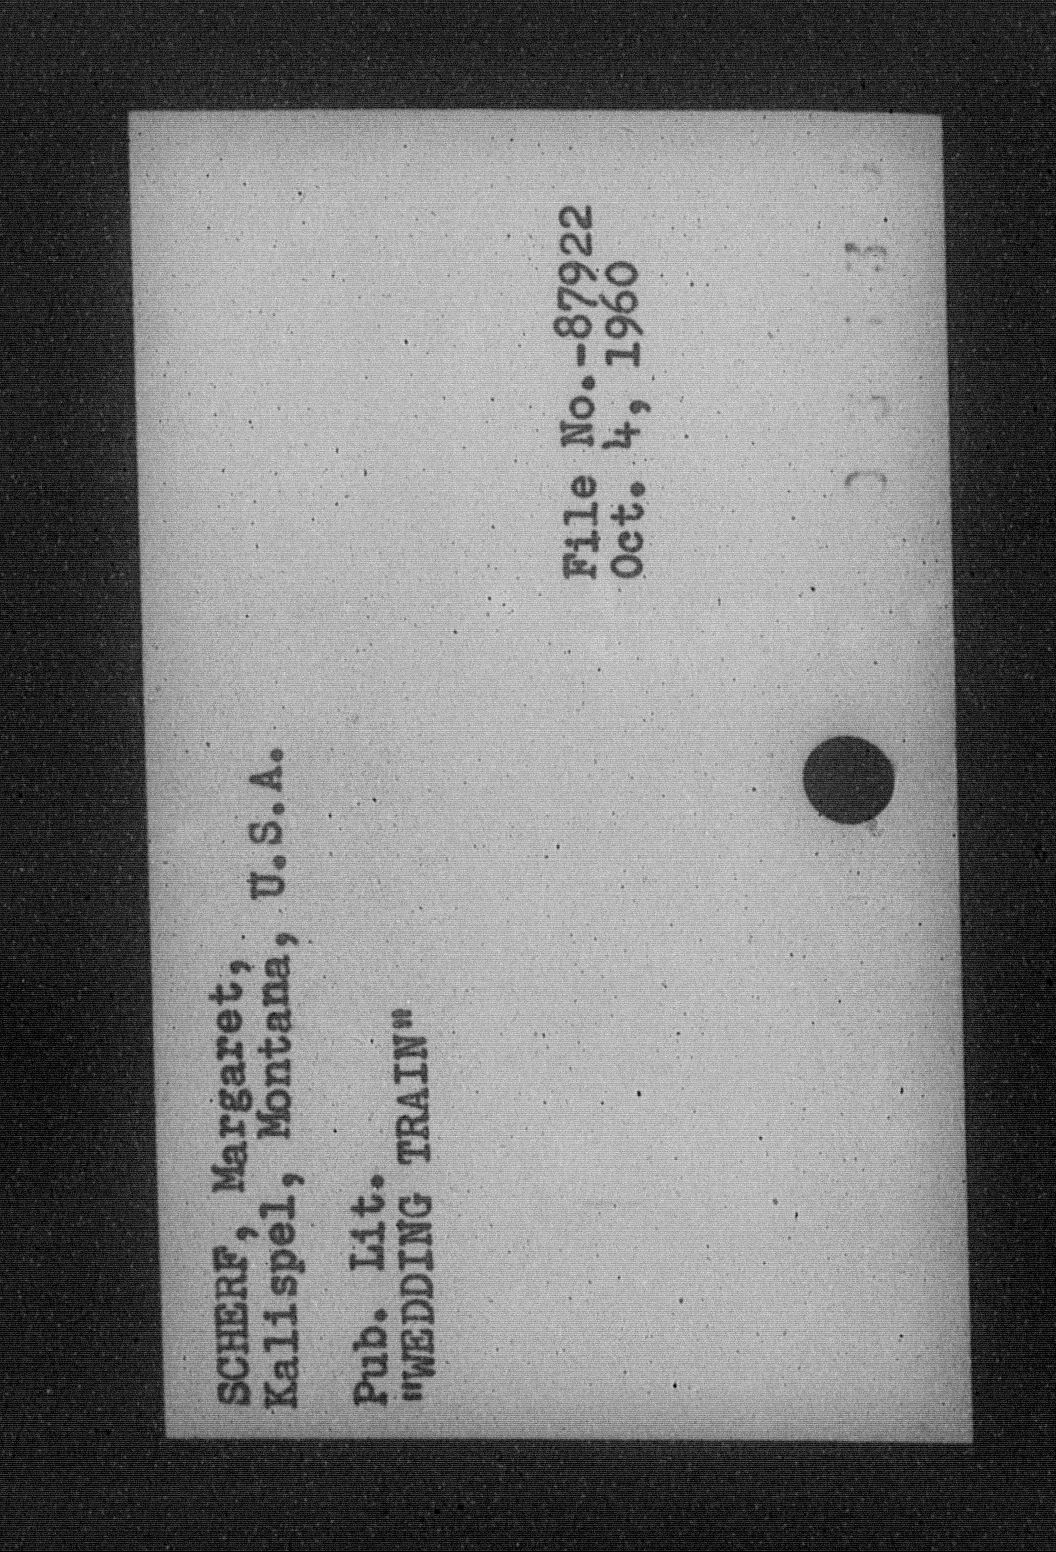 SCHERF, Margaret,
Kalispel, Montana, U.S.A.
Pub. Lit.
"WEDDING TRAIN"
File No.-87922
Oct. 4, 1960